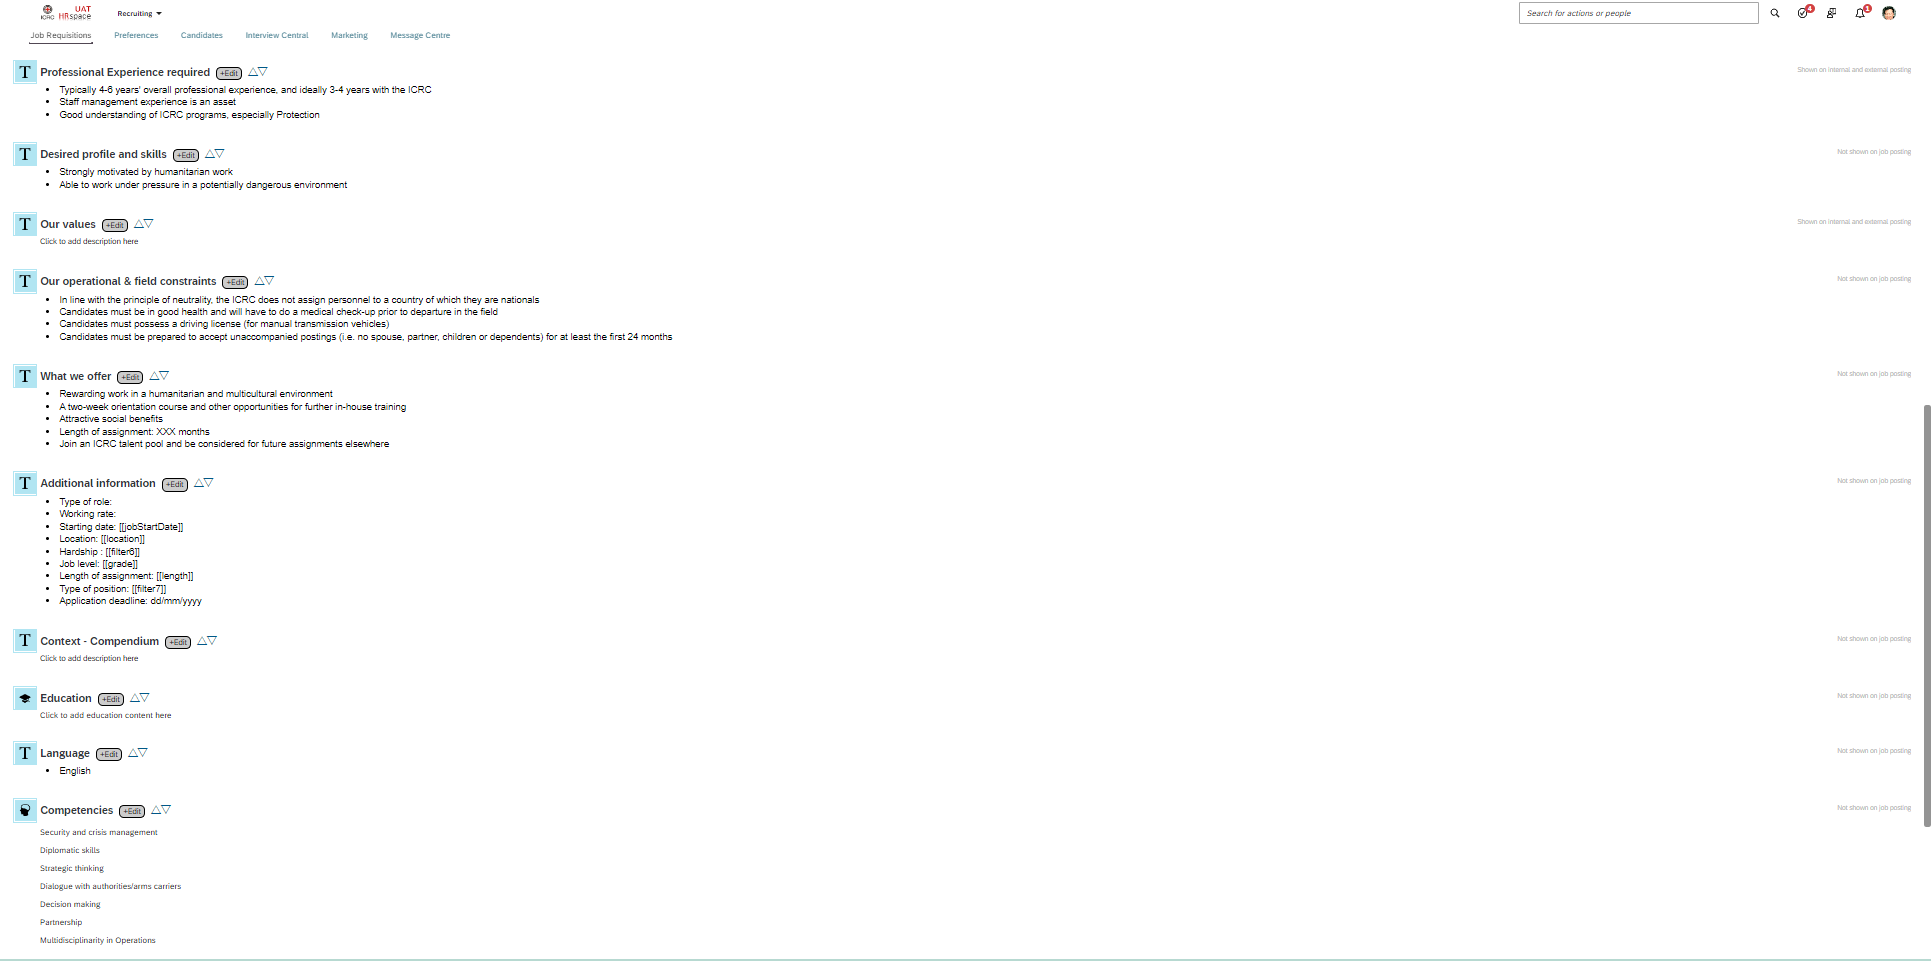 ICRC
UAT
HRspace
Recruiting
Search for actions or people
4
1
Job Requisitions
Preferences
Candidates
Interview Central
Marketing
Message Centre
T Professional Experience required +Edit
Shown on internal and external posting
• Typically 4-6 years' overall professional experience, and ideally 3-4 years with the ICRC
• Staff management experience is an asset
• Good understanding of ICRC programs, especially Protection
T Desired profile and skills +Edit
Not shown on job posting
• Strongly motivated by humanitarian work
• Able to work under pressure in a potentially dangerous environment
T Our values +Edit
Shown on internal and external posting
Click to add description here
T Our operational & field constraints +Edit
Not shown on job posting
• In line with the principle of neutrality, the ICRC does not assign personnel to a country of which they are nationals
• Candidates must be in good health and will have to do a medical check-up prior to departure in the field
• Candidates must possess a driving license (for manual transmission vehicles)
• Candidates must be prepared to accept unaccompanied postings (i.e. no spouse, partner, children or dependents) for at least the first 24 months
T What we offer +Edit
Not shown on job posting
• Rewarding work in a humanitarian and multicultural environment
• A two-week orientation course and other opportunities for further in-house training
• Attractive social benefits
• Length of assignment: XXX months
• Join an ICRC talent pool and be considered for future assignments elsewhere
T Additional information +Edit
Not shown on job posting
• Type of role:
• Working rate:
• Starting date: [[jobStartDate]]
• Location: [[location]]
• Hardship : [[filter6]]
• Job level: [[grade]]
• Length of assignment: [[length]]
• Type of position: [[filter7]]
• Application deadline: dd/mm/yyyy
T Context - Compendium +Edit
Not shown on job posting
Click to add description here
Education +Edit
Not shown on job posting
Click to add education content here
T Language +Edit
Not shown on job posting
• English
Competencies +Edit
Not shown on job posting
Security and crisis management
Diplomatic skills
Strategic thinking
Dialogue with authorities/arms carriers
Decision making
Partnership
Multidisciplinarity in Operations